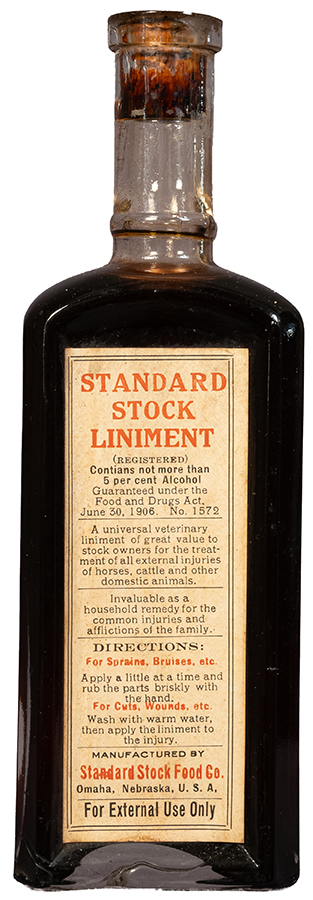 STANDARD
STOCK
LINIMENT
(REGISTERED)
Contians not more than
5 per cent Alcohol
Guaranteed under the
Food and Drugs Act,
June 30, 1906. No. 1572
A universal veterinary
liniment of great value to
stock owners for the treat-
ment of all external injuries
of horses, cattle and other
domestic animals.
Invaluable as a
household remedy for the
common injuries and
afflictions of the family.
DIRECTIONS:
For Sprains, Bruises, etc.
Apply a little at a time and
rub the parts briskly with
the hand.
For Cuts, Wounds, etc.
Wash with warm water,
then apply the liniment to
the injury.
MANUFACTURED BY
Standard Stock Food Co.
Omaha, Nebraska, U. S. A,
For External Use Only